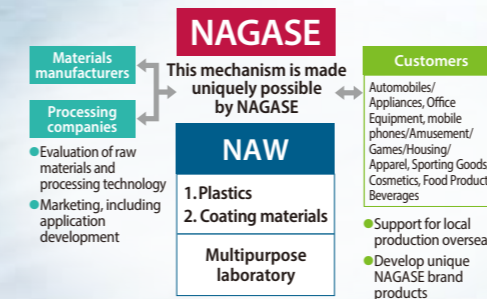 NAGASE
Materials
manufacturers
Processing
companies
●Evaluation of raw
materials and
processing technology
●Marketing, including
application
development
This mechanism is made
uniquely possible
by NAGASE
NAW
1.Plastics
2. Coating materials
Multipurpose
laboratory
Customers
Automobiles/
Appliances, Office
Equipment, mobile
phones/Amusement/
Games/Housing/
Apparel, Sporting Goods
Cosmetics, Food Product
Beverages
●Support for local
production oversea
●Develop unique
NAGASE brand
products